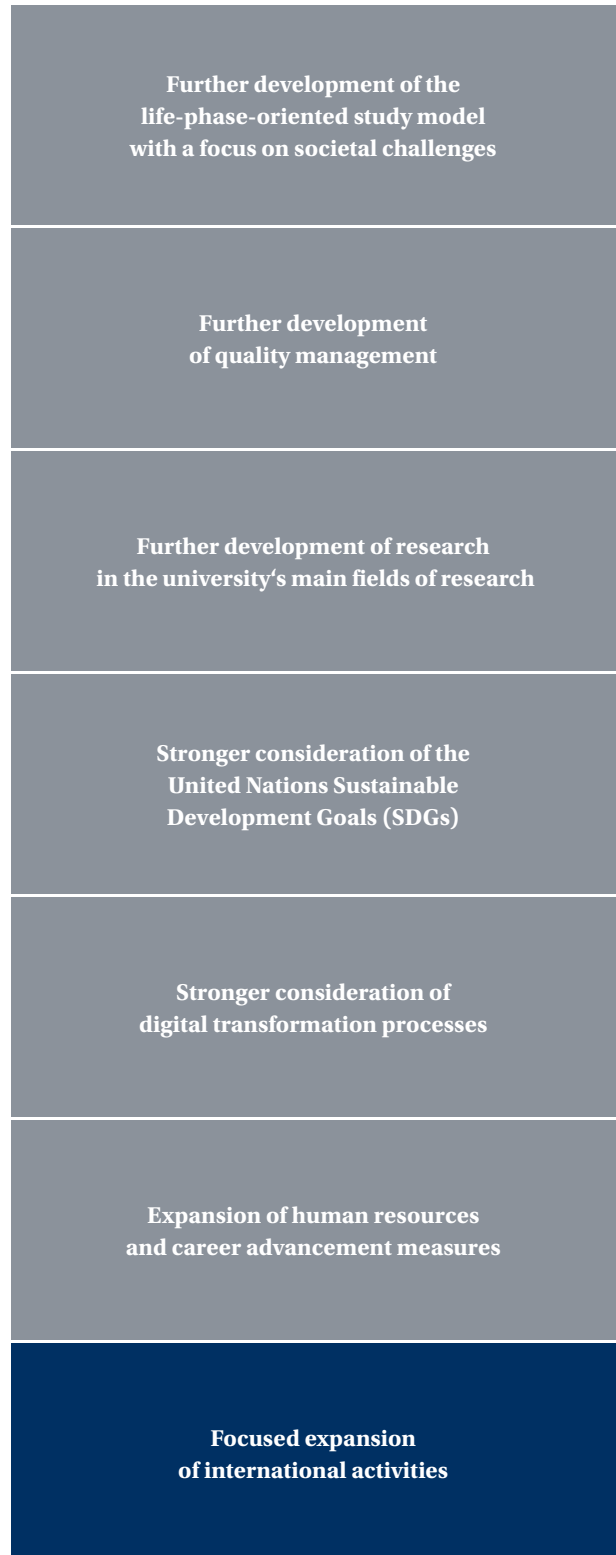 Further development of the
life-phase-oriented study model
with a focus on societal challenges
Further development
of quality management
Further development of research
in the university‘s main fields of research
Stronger consideration of the
United Nations Sustainable
Development Goals (SDGs)
Stronger consideration of
digital transformation processes
Expansion of human resources
and career advancement measures
Focused expansion
of international activities